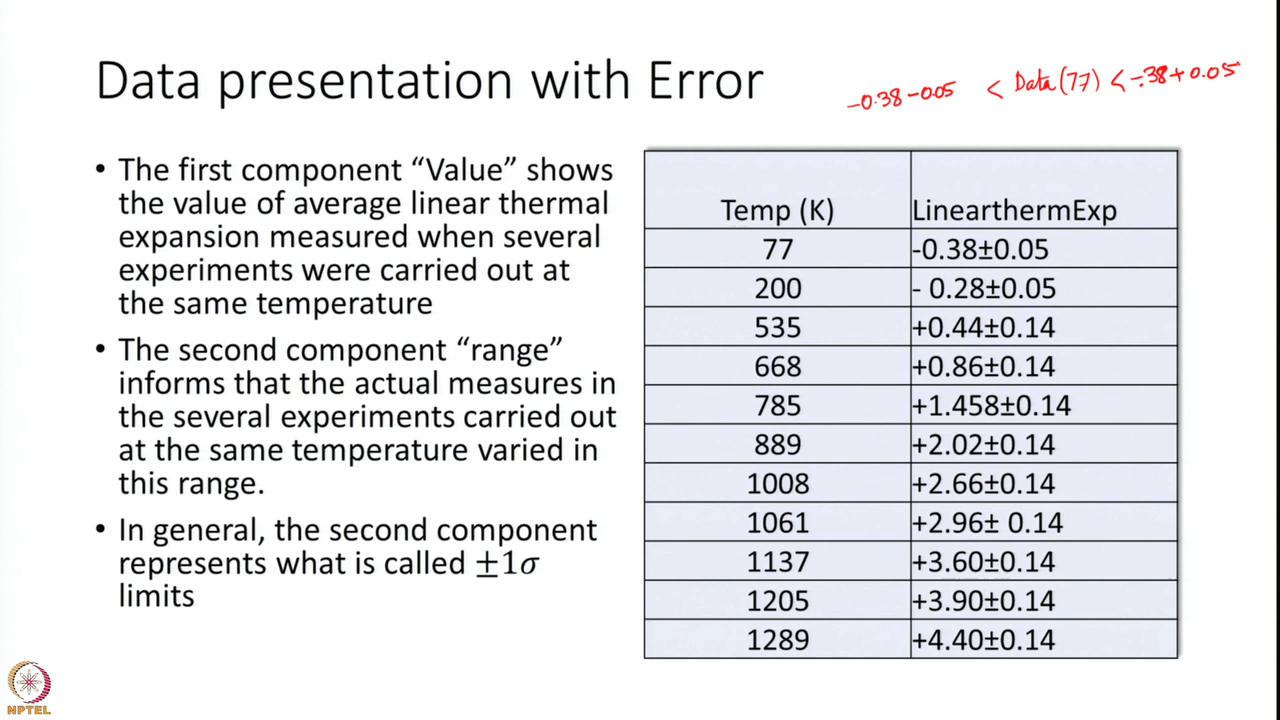 Data presentation with Error
-0.38-0.05 < Data(77) < -.38+0.05
• The first component “Value” shows
the value of average linear thermal
expansion measured when several
experiments were carried out at
the same temperature
• The second component “range”
informs that the actual measures in
the several experiments carried out
at the same temperature varied in
this range.
• In general, the second component
represents what is called ±1σ
limits
Temp (K) LinearthermExp
77 -0.38±0.05
200 - 0.28±0.05
535 +0.44±0.14
668 +0.86±0.14
785 +1.458±0.14
889 +2.02±0.14
1008 +2.66±0.14
1061 +2.96± 0.14
1137 +3.60±0.14
1205 +3.90±0.14
1289 +4.40±0.14
NPTEL